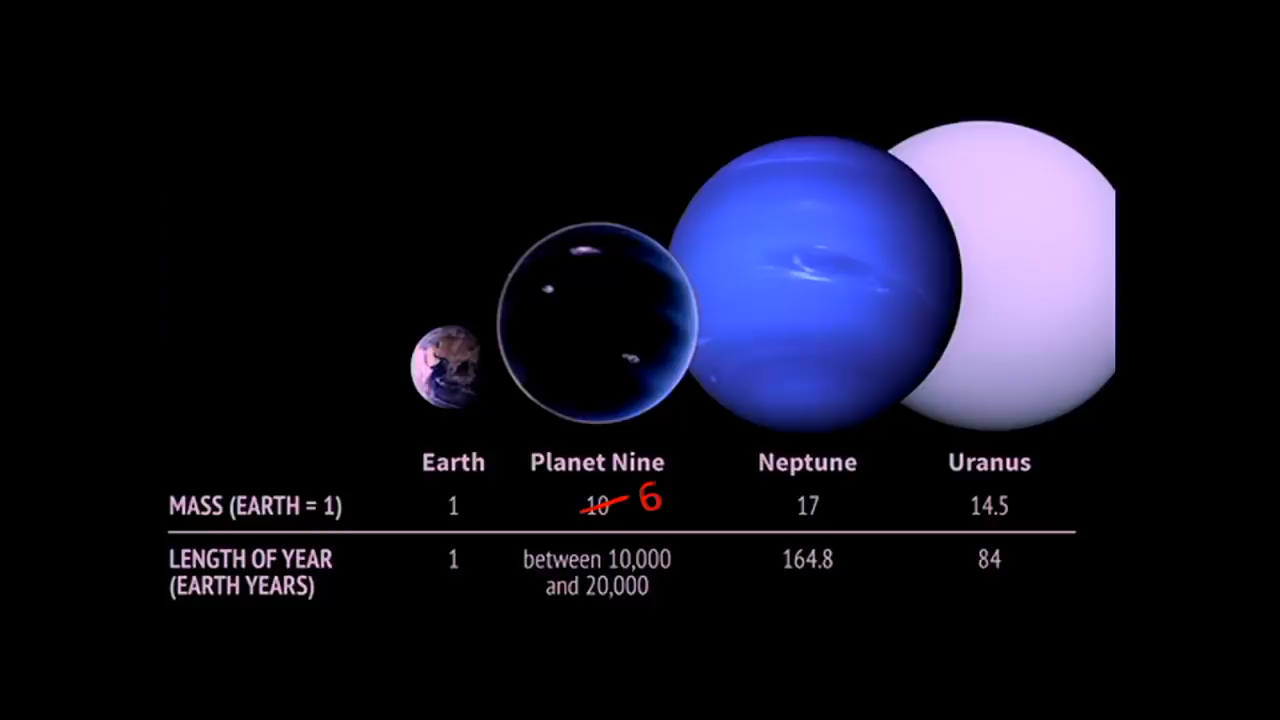 Earth Planet Nine Neptune Uranus
6
MASS (EARTH = 1) 1 10 17 14.5
LENGTH OF YEAR 1 between 10,000 164.8 84
(EARTH YEARS) and 20,000